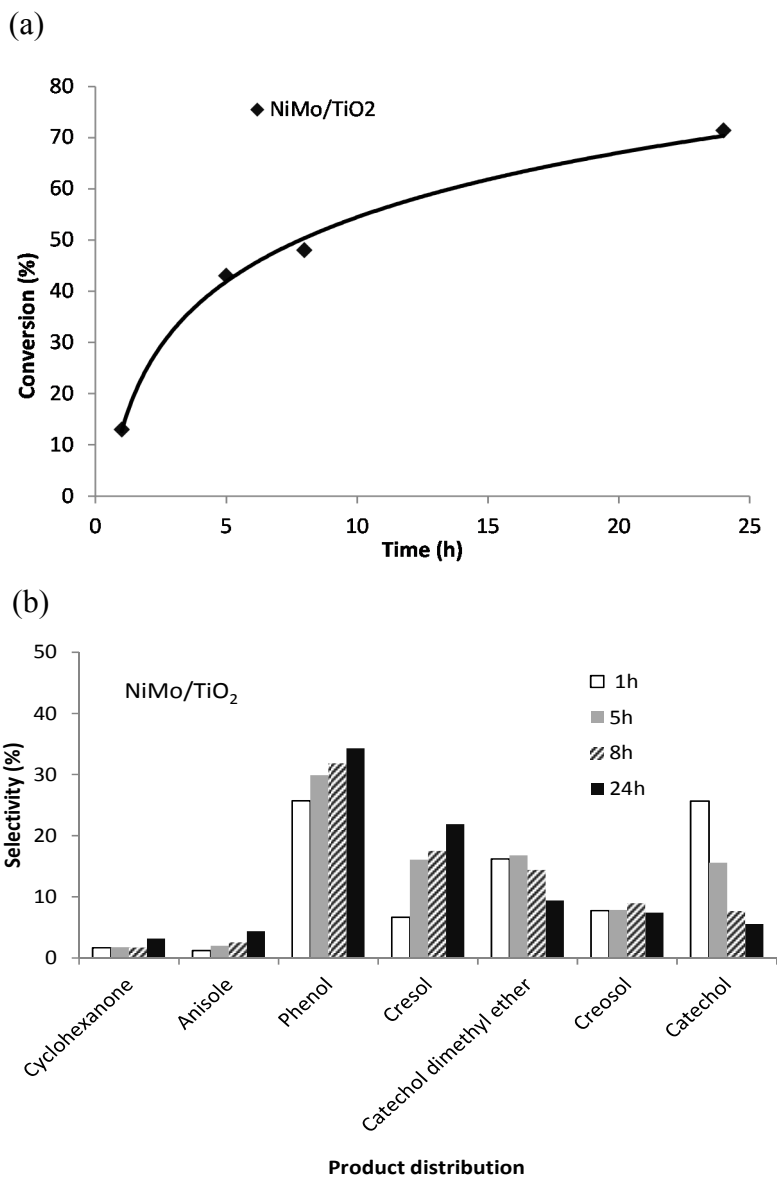 (a)
80
70
60
50
40
30
20
10
0
Conversion (%)
NiMo/TiO2
0 5 10 15 20 25
Time (h)
(b)
50
40
30
20
10
0
Selectivity (%)
NiMo/TiO₂
1h
5h
8h
24h
Cyclohexanone
Anisole
Phenol
Cresol
Catechol dimethyl ether
Creosol
Catechol
Product distribution